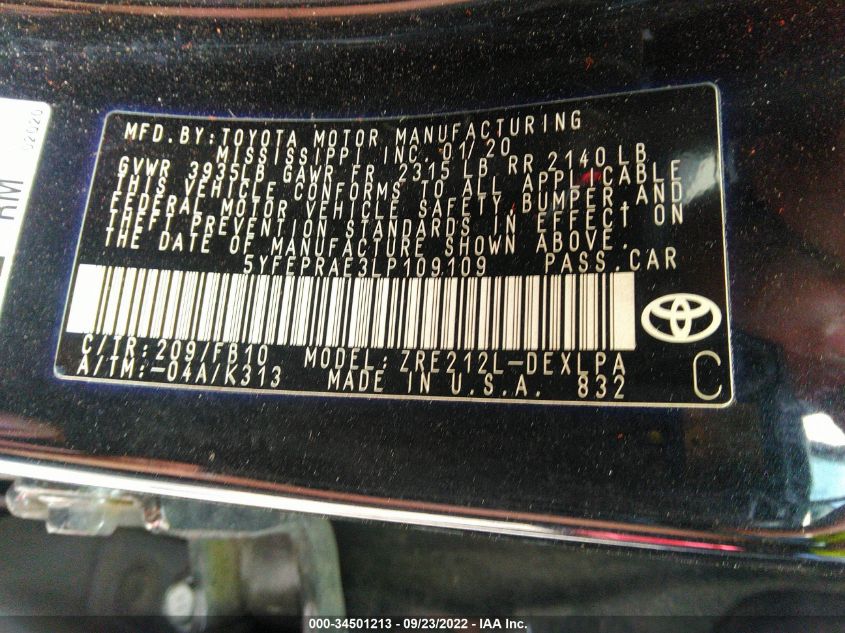 02020
RM
MFD.BY:TOYOTA MOTOR MANUFACTURING
MISSISSIPPI INC. 01/20
GVWR 3935LB GAWR FR 2315 LB RR 2140 LB
THIS VEHICLE CONFORMS TO ALL APPLICABLE
FEDERAL MOTOR VEHICLE SAFETY,BUMPER,AND
THEFT PREVENTION STANDARDS IN EFFECT ON
THE DATE OF MANUFACTURE SHOWN ABOVE.
5YFEPRAE3LP109109 PASS.CAR
C/TR:209/FB10 MODEL:ZRE212L-DEXLPA
A/TM:-04A/K313 MADE IN U.S.A. 832
C
000-34501213 - 09/23/2022 - IAA Inc.